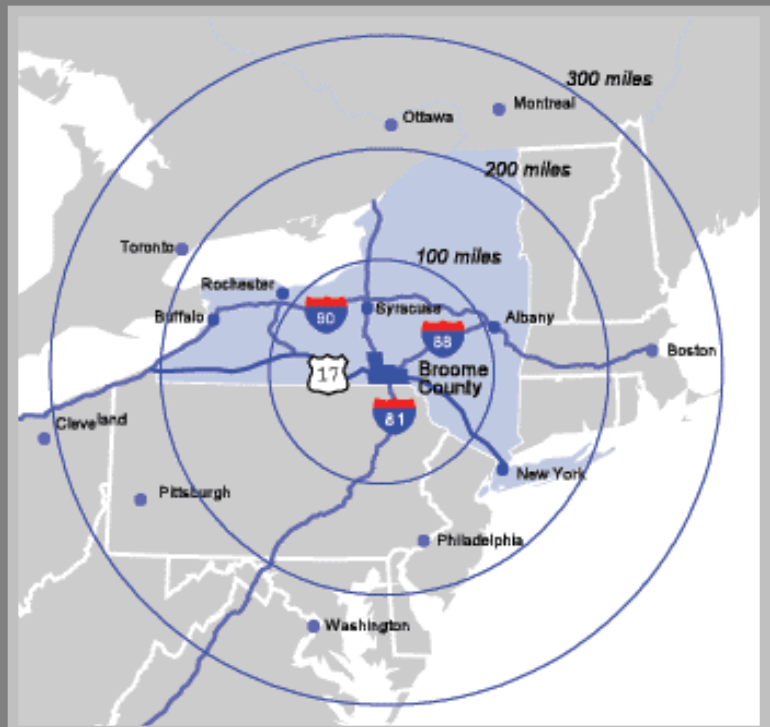 300 miles
Montreal
Ottawa
200 miles
Toronto
100 miles
Rochester
Buffalo
90
Syracuse
88
Albany
Boston
17
Broome
County
81
Cleveland
New York
Pittsburgh
Philadelphia
Washington